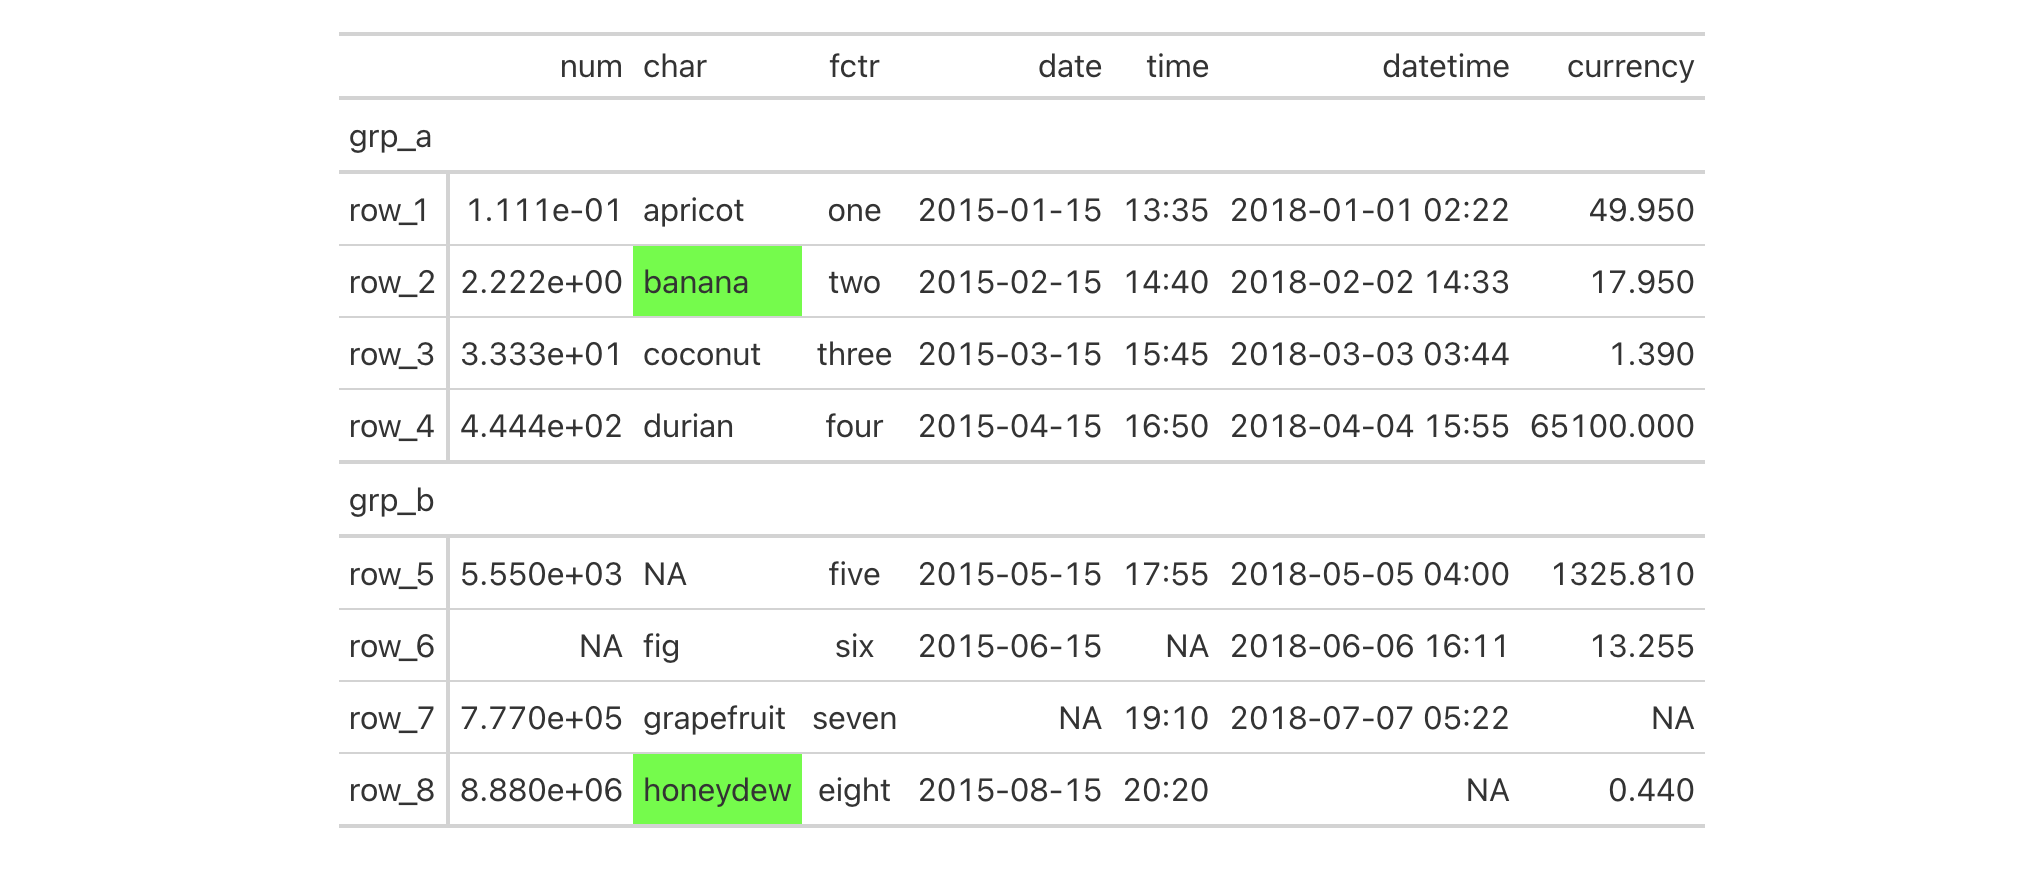 num char fctr date time datetime currency
grp_a
row_1 1.111e-01 apricot one 2015-01-15 13:35 2018-01-01 02:22 49.950
row_2 2.222e+00 banana two 2015-02-15 14:40 2018-02-02 14:33 17.950
row_3 3.333e+01 coconut three 2015-03-15 15:45 2018-03-03 03:44 1.390
row_4 4.444e+02 durian four 2015-04-15 16:50 2018-04-04 15:55 65100.000
grp_b
row_5 5.550e+03 NA five 2015-05-15 17:55 2018-05-05 04:00 1325.810
row_6 NA fig six 2015-06-15 NA 2018-06-06 16:11 13.255
row_7 7.770e+05 grapefruit seven NA 19:10 2018-07-07 05:22 NA
row_8 8.880e+06 honeydew eight 2015-08-15 20:20 NA 0.440